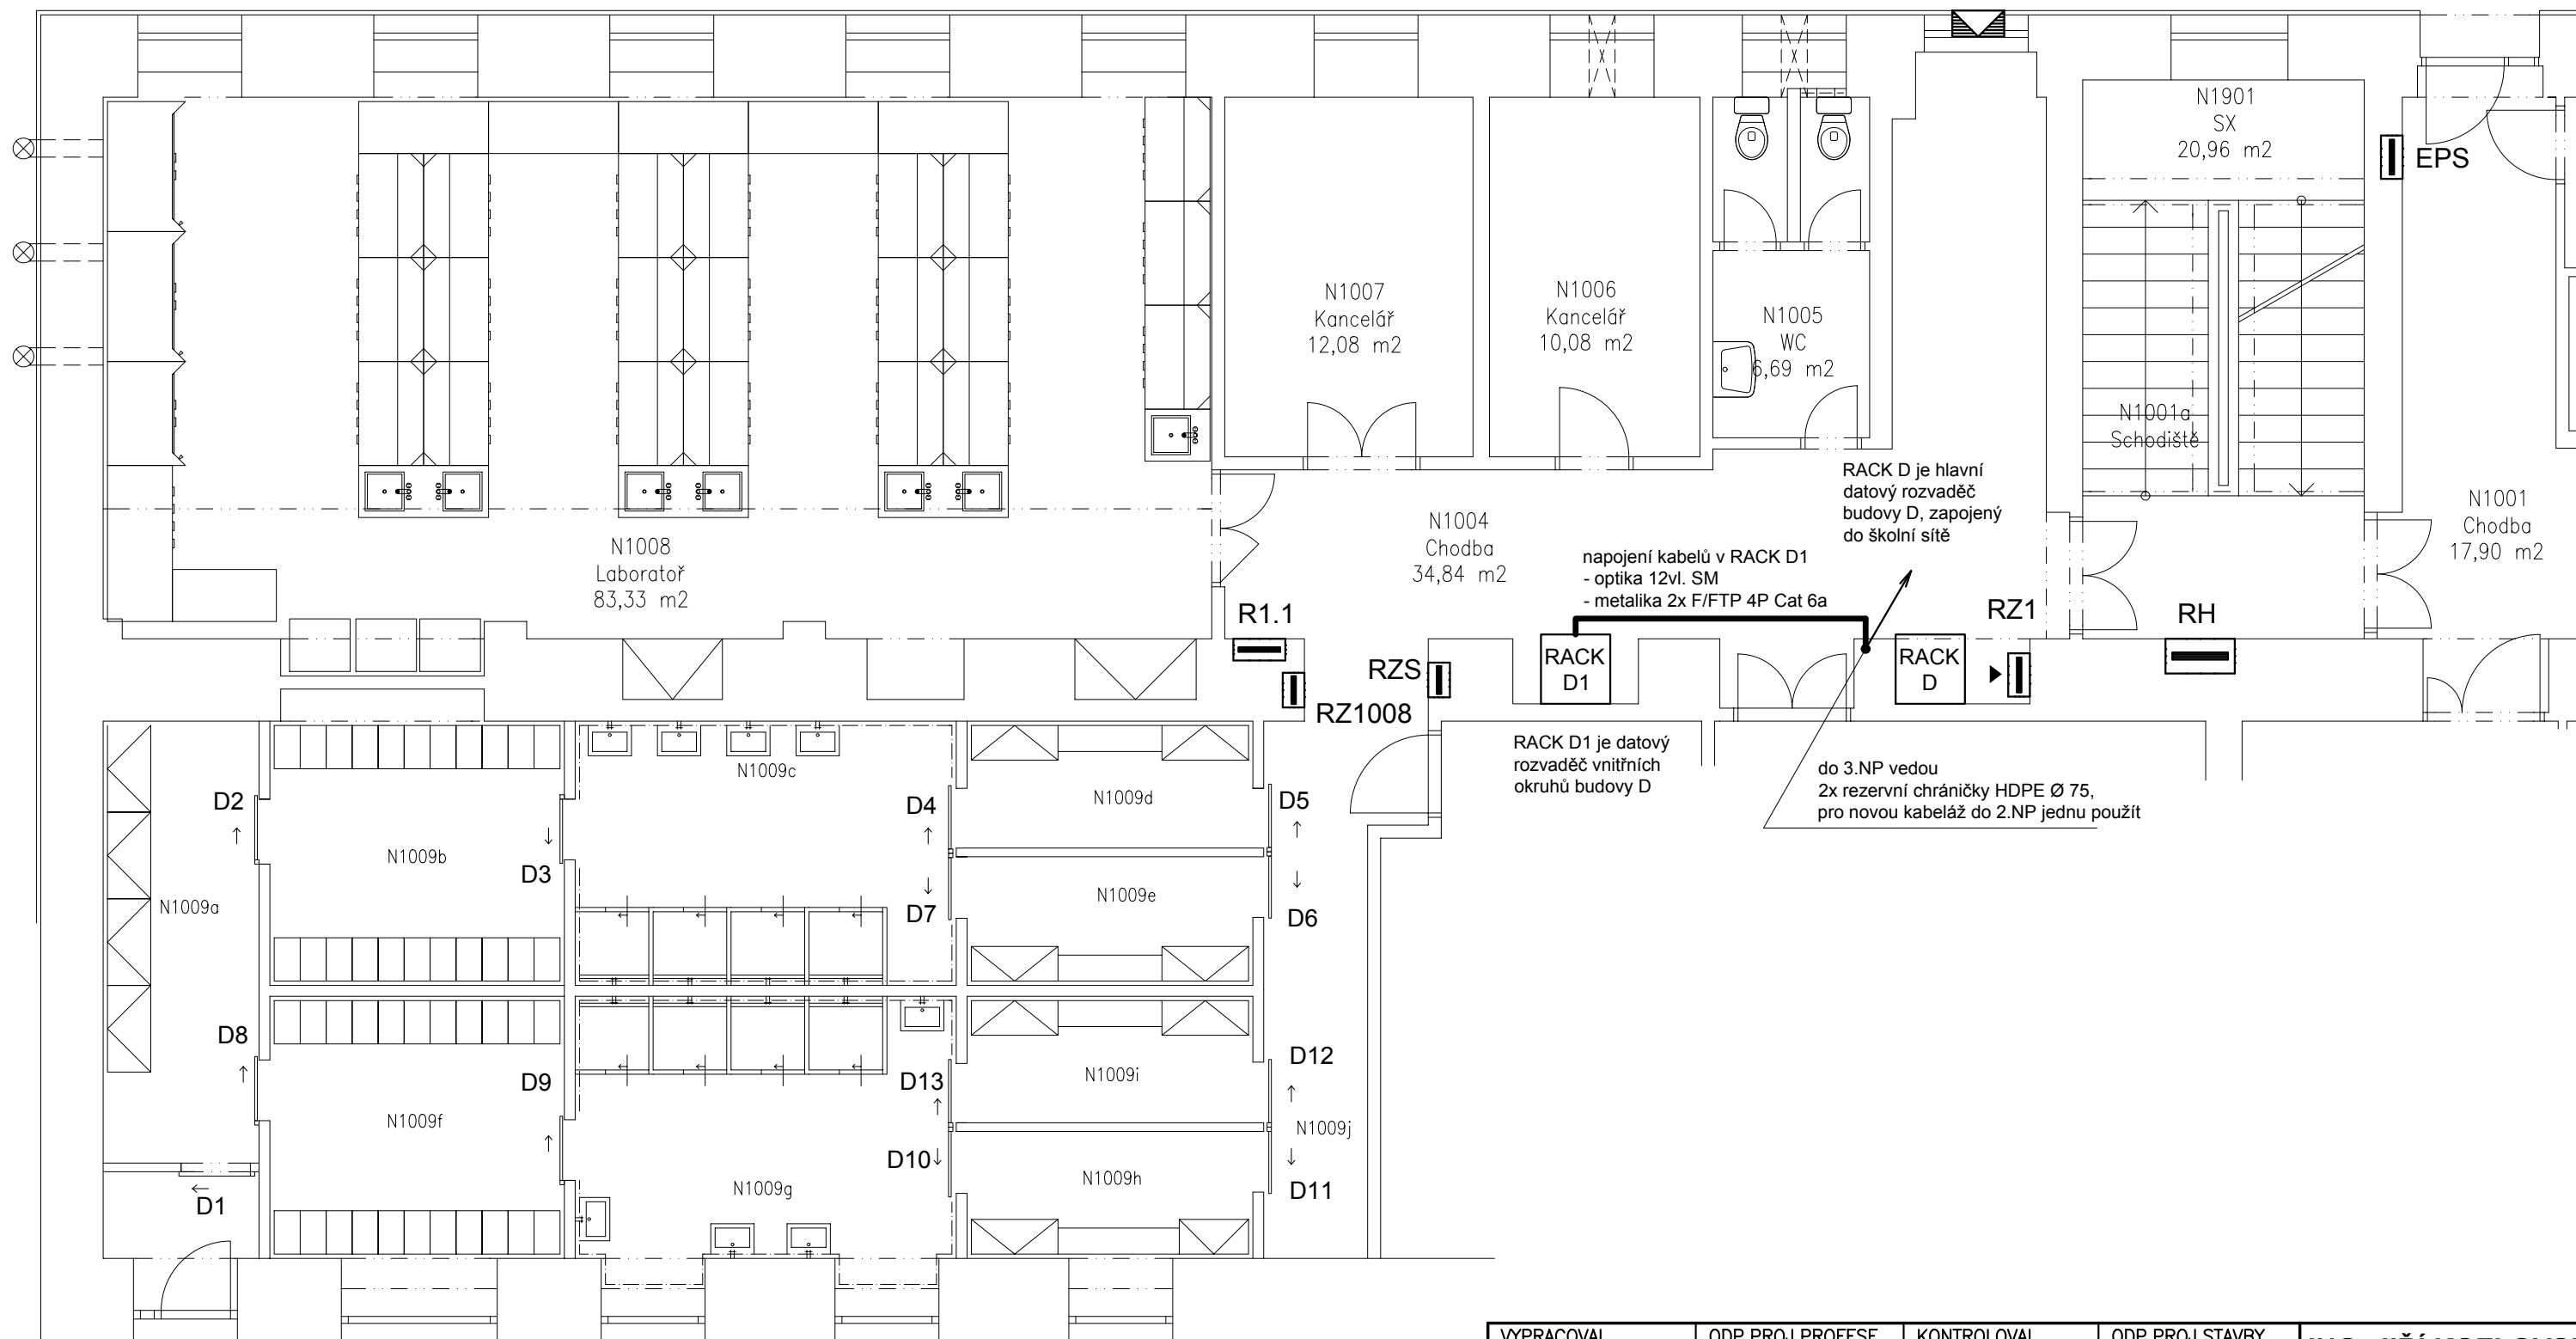 N1901
SX
20,96 m2
EPS
N1007
Kancelář
12,08 m2
N1006
Kancelář
10,08 m2
N1005
WC
6,69 m2
N1001a
Schodiště
RACK D je hlavní
datový rozvaděč
budovy D, zapojený
do školní sítě
N1001
Chodba
17,90 m2
N1004
Chodba
34,84 m2
N1008
Laboratoř
83,33 m2
napojení kabelů v RACK D1
- optika 12vl. SM
- metalika 2x F/FTP 4P Cat 6a
R1.1
RZ1
RH
RZS
RACK
D1
RACK
D
RZ1008
RACK D1 je datový
rozvaděč vnitřních
okruhů budovy D
do 3.NP vedou
2x rezervní chráničky HDPE Ø 75,
pro novou kabeláž do 2.NP jednu použít
N1009c
N1009d
D2
D4
D5
N1009b
D3
N1009a
N1009e
D7
D6
D8
D9
D13
D12
N1009i
N1009f
N1009j
D10
N1009g
N1009h
D11
D1
VYPRACOVAL
ODP.PROJ.PROFESE
KONTROLOVAL
ODP.PROJ.STAVBY